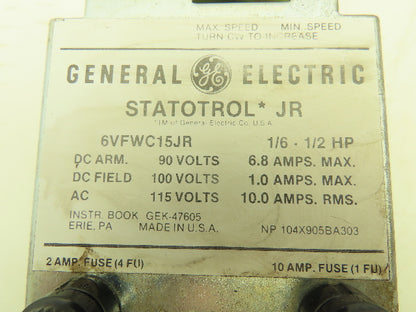 MAX. SPEED MIN. SPEED
TURN CW TO INCREASE
GENERAL GE ELECTRIC
STATOTROL* JR
*TM of General Electric Co. U.S.A.
6VFWC15JR 1/6 - 1/2 HP
DC ARM. 90 VOLTS 6.8 AMPS. MAX.
DC FIELD 100 VOLTS 1.0 AMPS. MAX.
AC 115 VOLTS 10.0 AMPS. RMS.
INSTR. BOOK GEK-47605
ERIE, PA MADE IN U.S.A. NP 104X905BA303
2 AMP. FUSE (4 FU) 10 AMP. FUSE (1 FU)